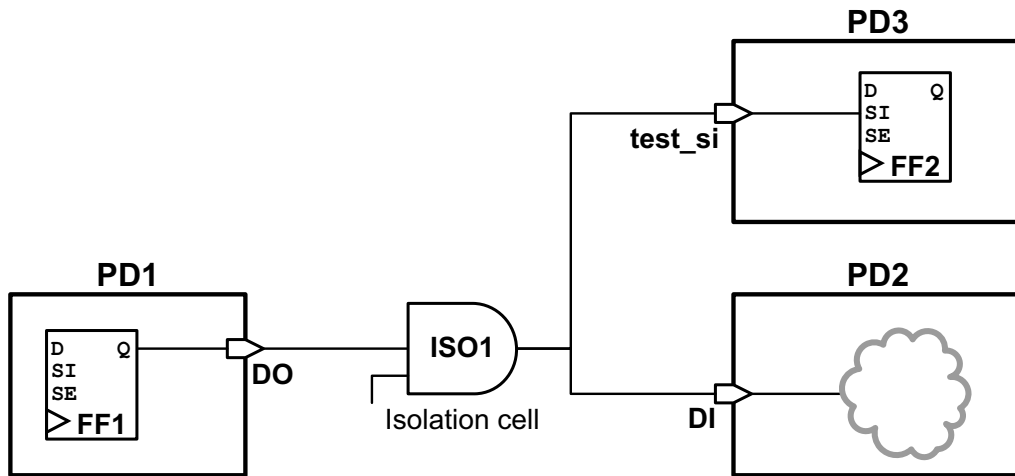 PD3
D Q
SI
SE
FF2
test_si
PD1
PD2
D Q
SI
SE
FF1
DO
ISO1
Isolation cell
DI